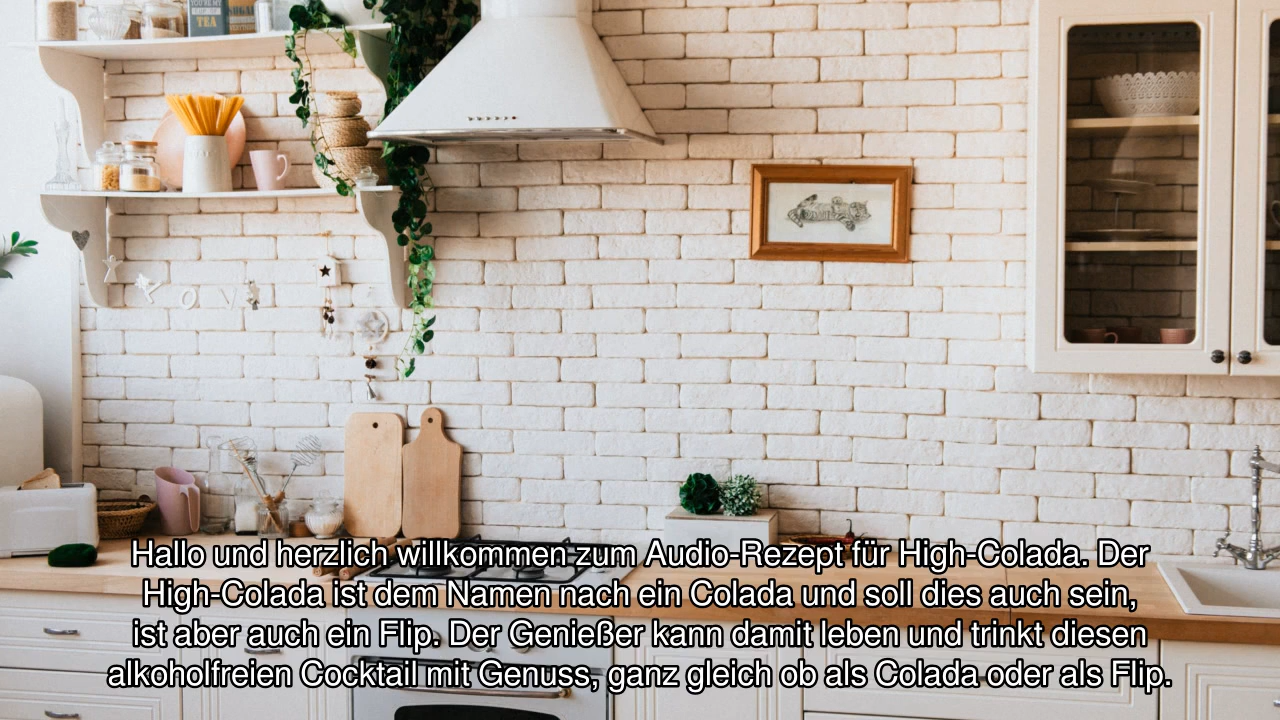 TEA
Hallo und herzlich willkommen zum Audio-Rezept für High-Colada. Der
High-Colada ist dem Namen nach ein Colada und soll dies auch sein,
ist aber auch ein Flip. Der Genießer kann damit leben und trinkt diesen
alkoholfreien Cocktail mit Genuss, ganz gleich ob als Colada oder als Flip.